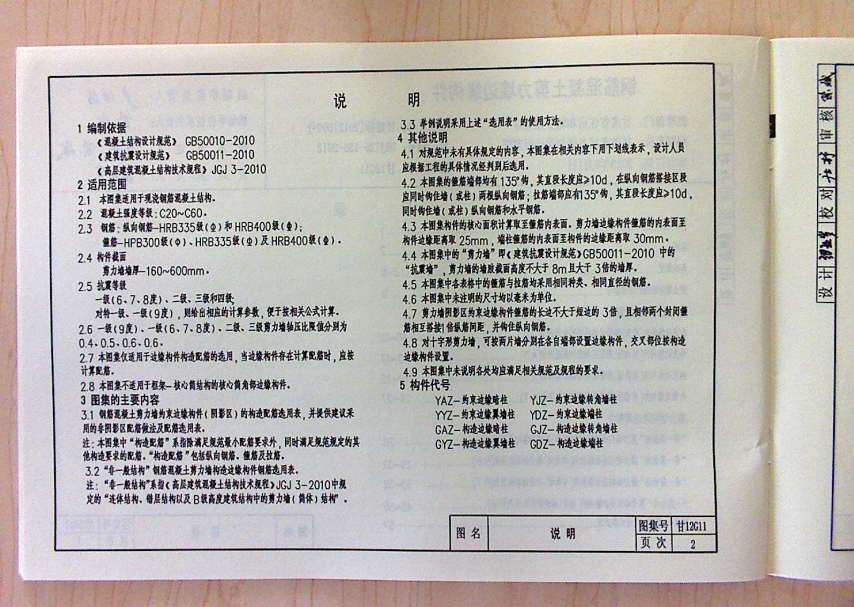 说 明
1 编制依据
《混凝土结构设计规范》 GB50010-2010
《建筑抗震设计规范》 GB50011-2010
《高层建筑混凝土结构技术规程》JGJ 3-2010
2 适用范围
2.1 本图集适用于现浇钢筋混凝土结构。
2.2 混凝土强度等级:C20~C60。
2.3 钢筋:纵向钢筋-HRB335级(Φ)和HRB400级(Φ);
箍筋-HPB300级(Φ)、HRB335级(Φ)及HRB400级(Φ)。
2.4 构件截面
剪力墙墙厚-160~600mm。
2.5 抗震等级
一级(6、7、8度)、二级、三级和四级;
对特一级、一级(9度),则给出相应的计算参数,便于按相关公式计算。
2.6 一级(9度)、一级(6、7、8度)、二级、三级剪力墙轴压比限值分别为
0.4、0.5、0.6、0.6。
2.7 本图集仅适用于边缘构件构造配筋的选用,当边缘构件存在计算配筋时,应按
计算配筋。
2.8 本图集不适用于框架-核心筒结构的核心筒角部边缘构件。
3 图集的主要内容
3.1 钢筋混凝土剪力墙约束边缘构件(阴影区)的构造配筋选用表,并提供建议采
用的非阴影区配箍做法及配筋选用表。
注:本图集中“构造配筋”系指除满足规范最小配筋要求外,同时满足规范规定的其
他构造要求的配筋。“构造配筋”包括纵向钢筋、箍筋及拉筋。
3.2 “非一般结构”钢筋混凝土剪力墙构造边缘构件钢筋选用表。
注:“非一般结构”系指《高层建筑混凝土结构技术规程》JGJ 3-2010中规
定的“连体结构、错层结构以及B级高度建筑结构中的剪力墙(筒体)结构”。
3.3 举例说明采用上述“选用表”的使用方法。
4 其他说明
4.1 对规范中未有具体规定的内容,本图集在相关内容下用下划线表示,设计人员
应根据工程的具体情况经判别后选用。
4.2 本图集的箍筋端部均有135°钩,其直段长度应≥10d,在纵向钢筋搭接区段
应同时钩住墙(或柱)两根纵向钢筋;拉筋端部应有135°钩,其直段长度应≥10d,
同时钩住墙(或柱)纵向钢筋和水平钢筋。
4.3 本图集构件的核心面积计算取至箍筋内表面。剪力墙边缘构件箍筋的内表面至
构件边缘距离取 25mm,端柱箍筋的内表面至构件的边缘距离取 30mm。
4.4 本图集中的“剪力墙”即《建筑抗震设计规范》GB50011-2010 中的
“抗震墙”,剪力墙的墙肢截面高度不大于 8m且大于 3倍的墙厚。
4.5 本图集中各表格中的箍筋与拉筋均采用相同种类、相同直径的钢筋。
4.6 本图集中未注明的尺寸均以毫米为单位。
4.7 剪力墙阴影区约束边缘构件箍筋的长边不大于短边的 3倍,且相邻两个封闭箍
筋相互搭接1倍纵筋间距,并钩住纵向钢筋。
4.8 对十字形剪力墙,可按两片墙分别在各自端部设置边缘构件,交叉部位按构造
边缘构件设置。
4.9 本图集中未说明各处均应满足相关规范及规程的要求。
5 构件代号
YAZ-约束边缘暗柱 YJZ-约束边缘转角墙柱
YYZ-约束边缘翼墙柱 YDZ-约束边缘端柱
GAZ-构造边缘暗柱 GJZ-构造边缘转角墙柱
GYZ-构造边缘翼墙柱 GDZ-构造边缘端柱
图名 说 明 图集号 甘12G11
页次 2
审核
校对
设计